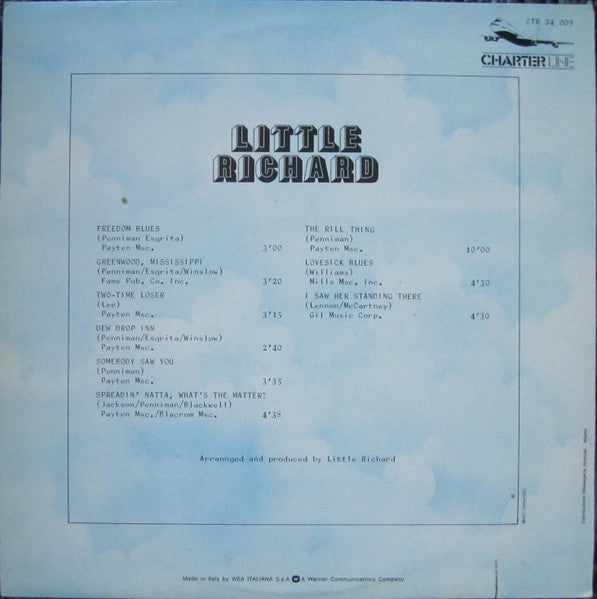 CTR 24 009
CHARTER LINE
LITTLE
RICHARD
FREEDOM BLUES
(Penniman Esqrita)
Payten Msc. 3'00
GREENWOOD, MISSISSIPPI
(Penniman/Esqrita/Winslow)
Fame Pub. Co. Inc. 3'20
TWO-TIME LOSER
(Lee)
Payten Msc. 3'15
DEW DROP INN
(Penniman/Esqrita/Winslow)
Payten Msc. 2'40
SOMEBODY SAW YOU
(Penniman)
Payten Msc. 3'35
SPREADIN' NATTA, WHAT'S THE MATTER?
(Jackson/Penniman/Blackwell)
Payten Msc./Blacrom Msc. 4'38
THE RILL THING
(Penniman)
Payten Msc. 10'00
LOVESICK BLUES
(Williams)
Mills Msc. Inc. 4'30
I SAW HER STANDING THERE
(Lennon/McCartney)
Gil Music Corp. 4'30
Arrannged and produced by Little Richard
Made in Italy by WEA ITALIANA S.p.A. A Warner Communications Company
Distribuzione Messaggerie Musicali - Milano